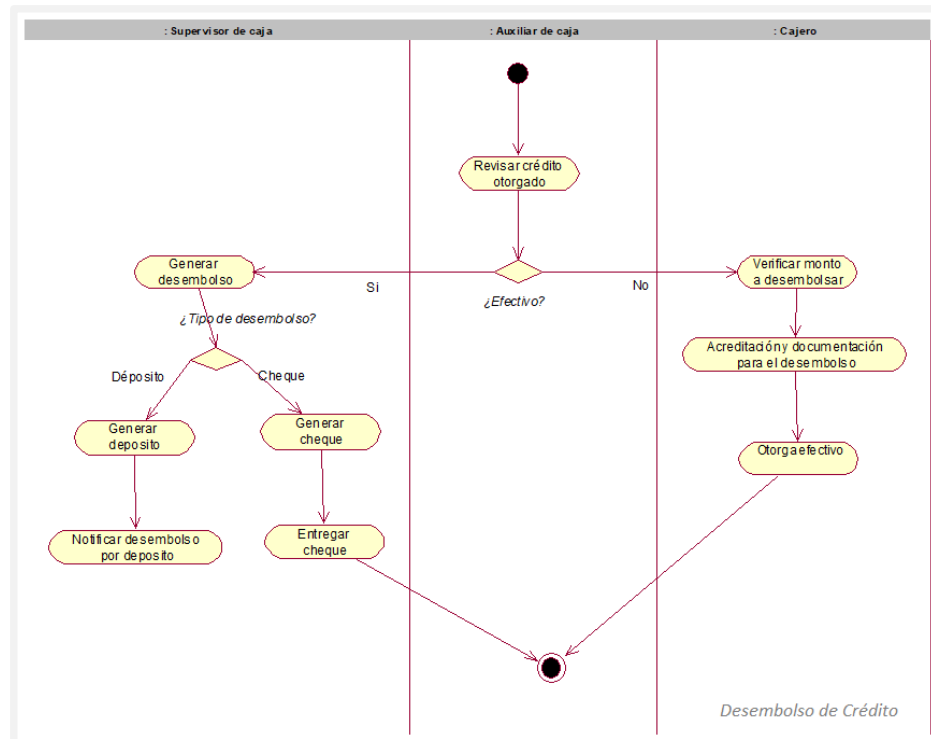 : Supervisor de caja
: Auxiliar de caja
: Cajero
Revisar crédito
otorgado
Generar
desembolso
Si
¿Efectivo?
No
Verificar monto
a desembolsar
¿Tipo de desembolso?
Acreditación y documentación
para el desembolso
Déposito
Cheque
Generar
deposito
Generar
cheque
Otorga efectivo
Notificar desembolso
por deposito
Entregar
cheque
Desembolso de Crédito